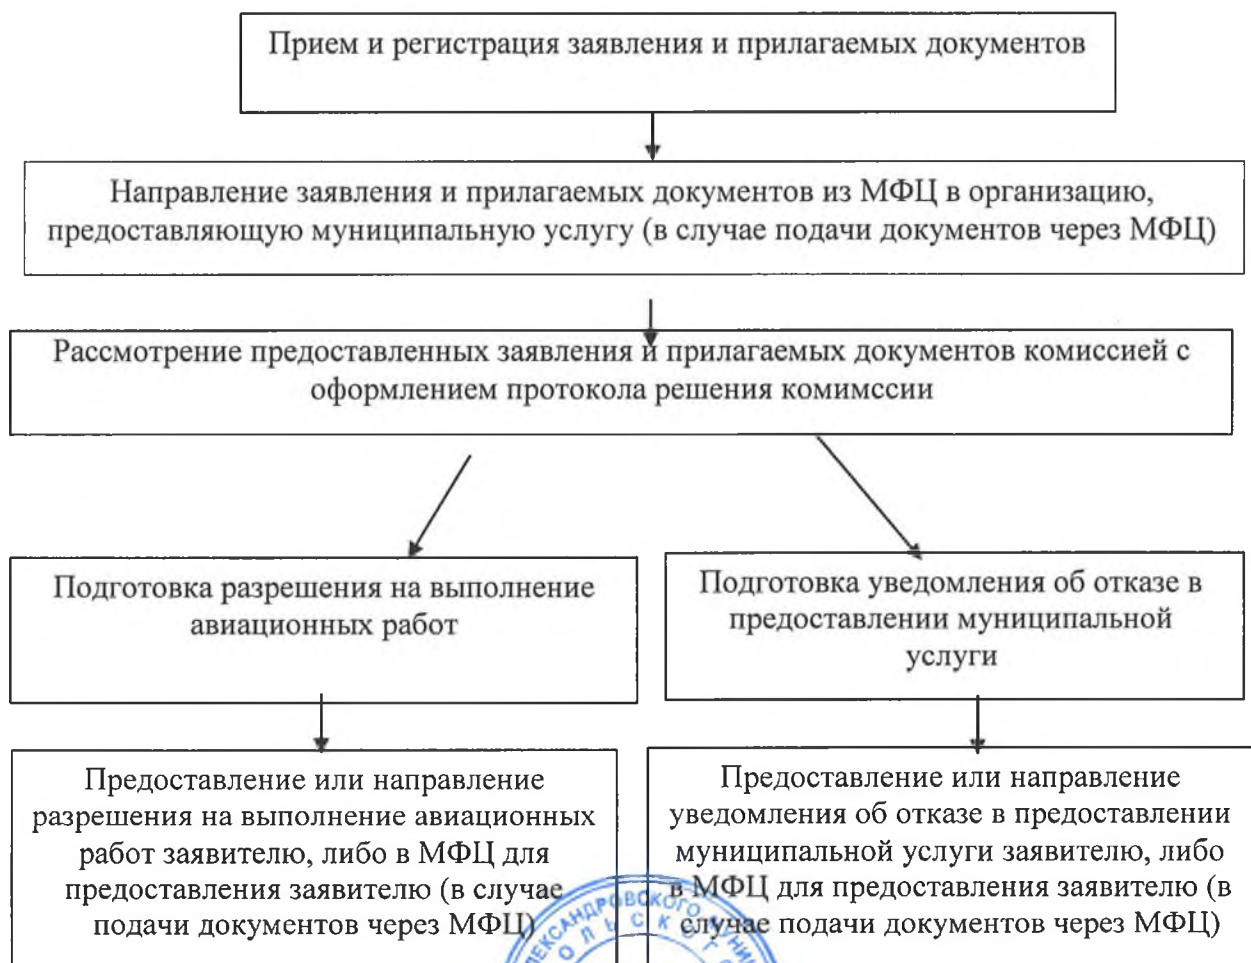 Прием и регистрация заявления и прилагаемых документов
Направление заявления и прилагаемых документов из МФЦ в организацию,
предоставляющую муниципальную услугу (в случае подачи документов через МФЦ)
Рассмотрение предоставленных заявления и прилагаемых документов комиссией с
оформлением протокола решения комимссии
Подготовка разрешения на выполнение
авиационных работ
Подготовка уведомления об отказе в
предоставлении муниципальной
услуги
Предоставление или направление
разрешения на выполнение авиационных
работ заявителю, либо в МФЦ для
предоставления заявителю (в случае
подачи документов через МФЦ)
Предоставление или направление
уведомления об отказе в предоставлении
муниципальной услуги заявителю, либо
в МФЦ для предоставления заявителю (в
случае подачи документов через МФЦ)